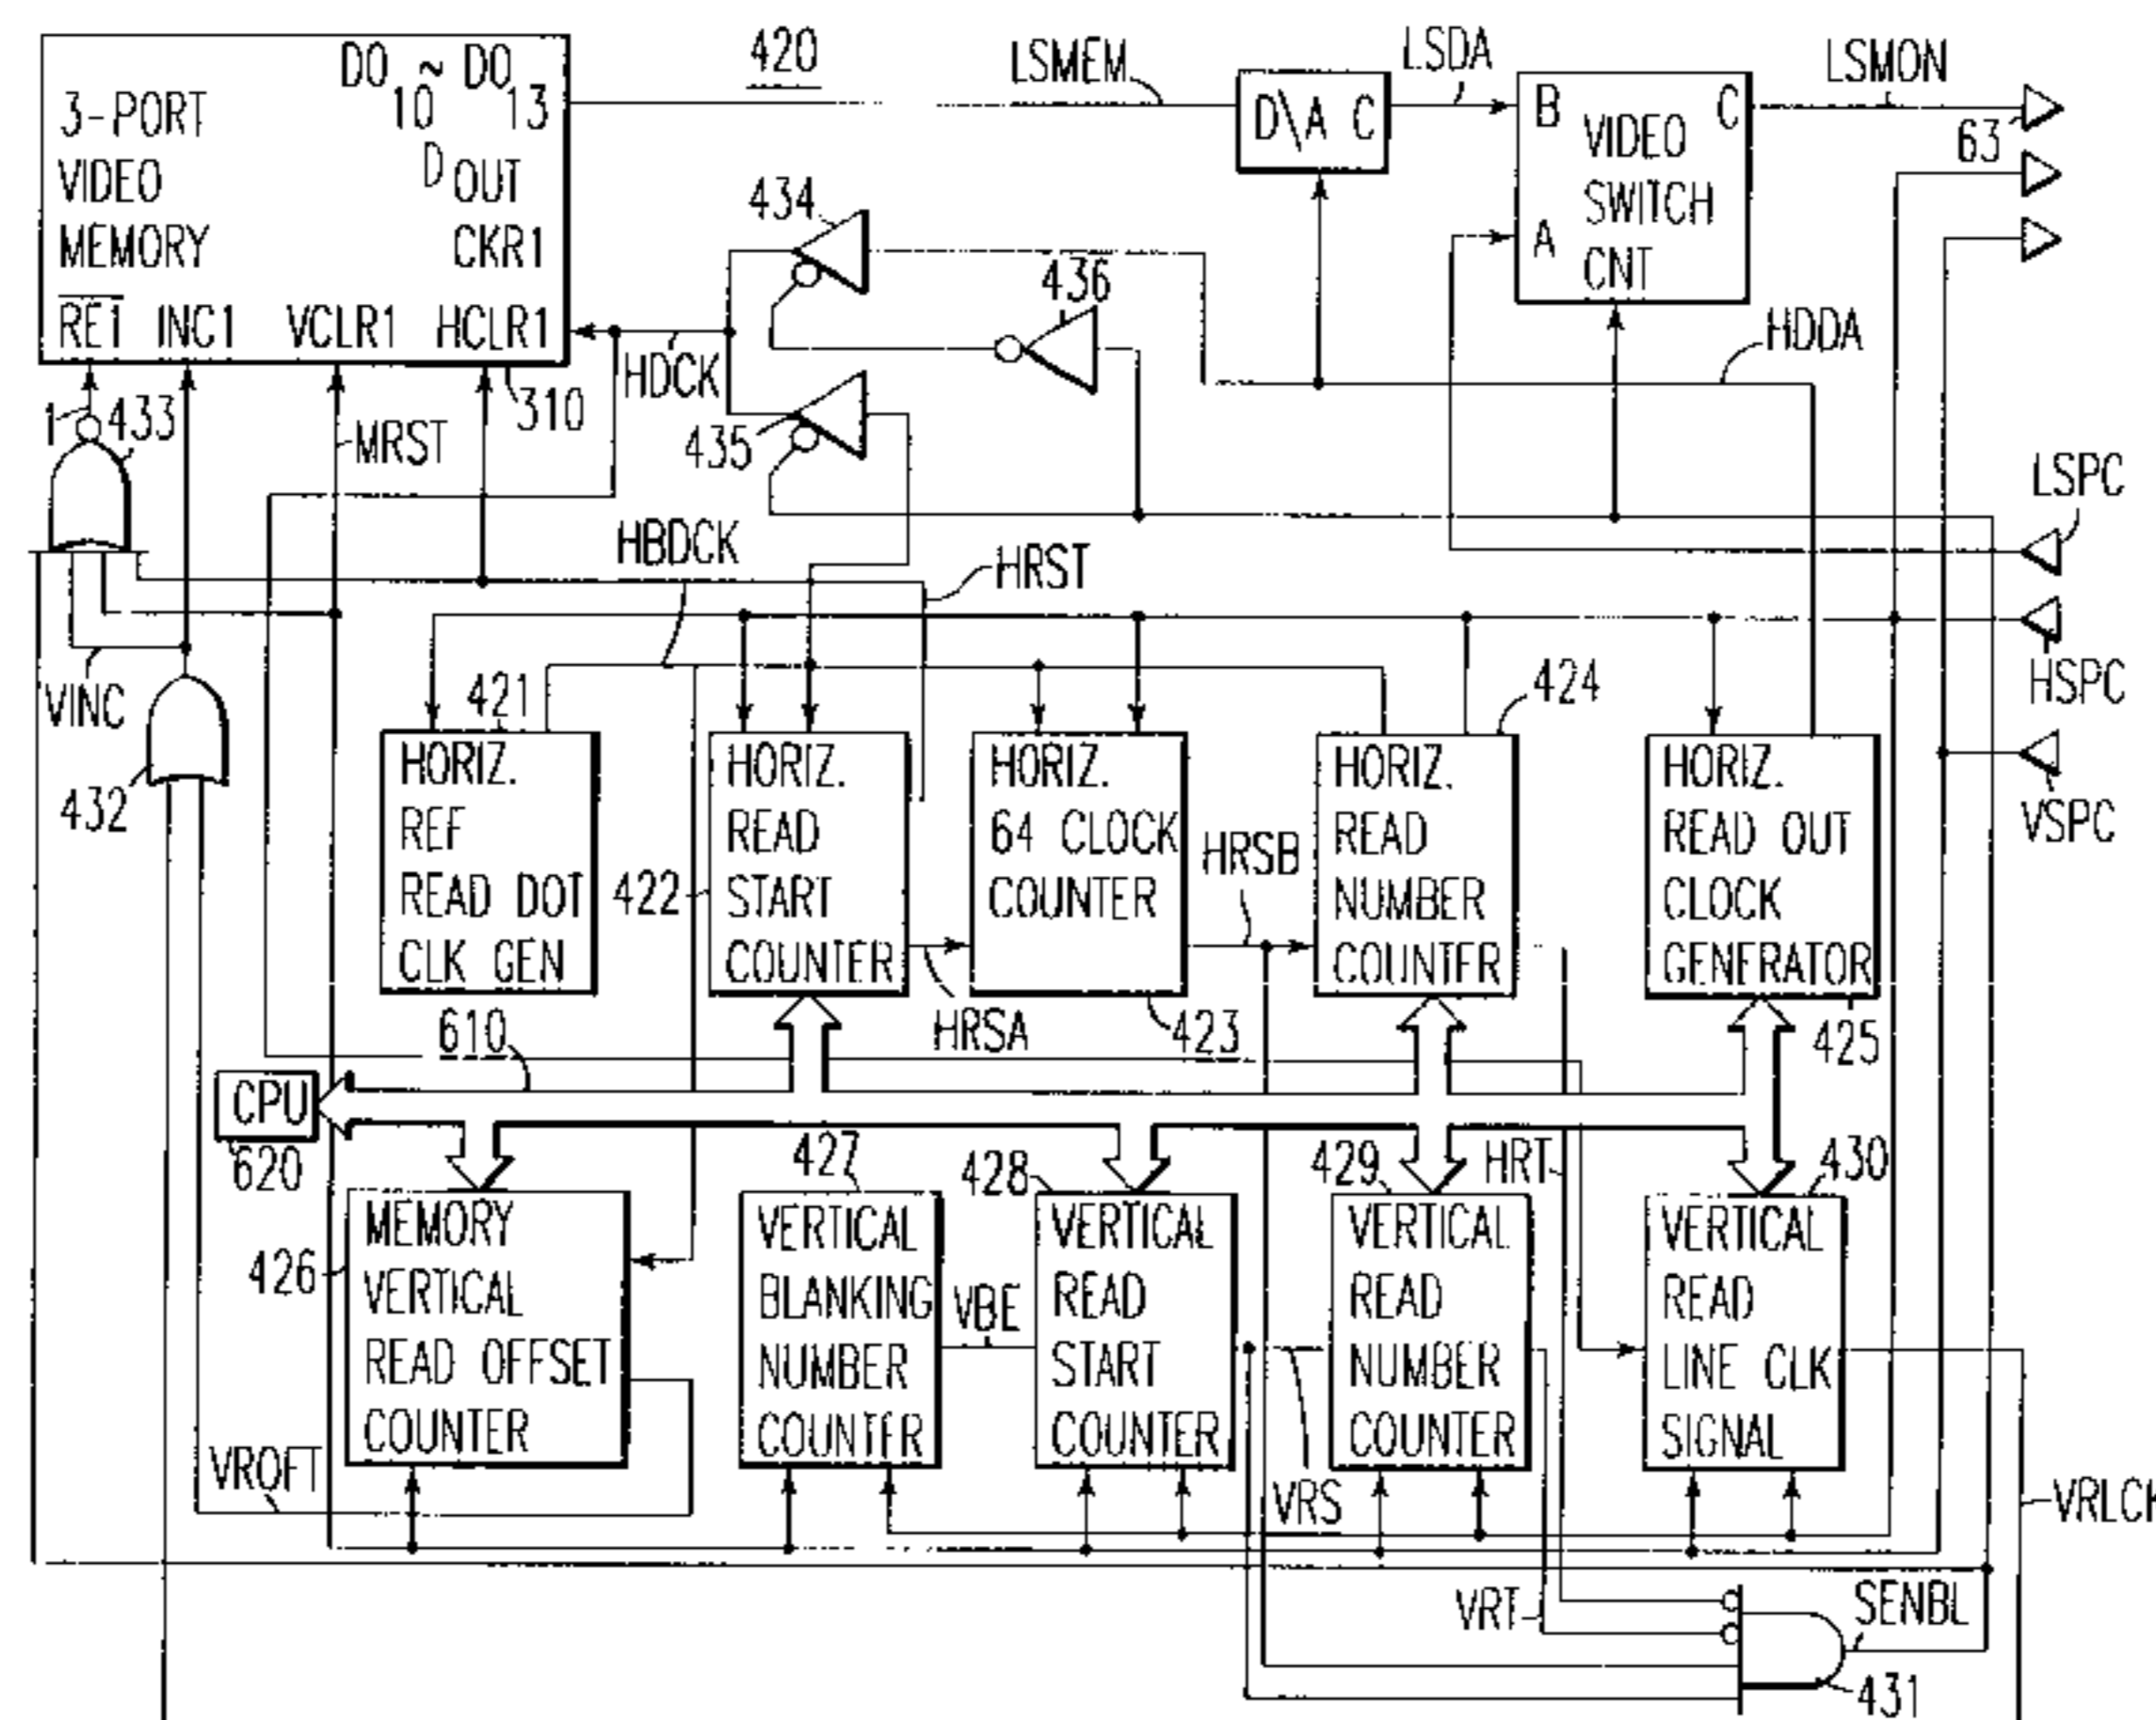 DO10 ~ DO13
420
LSMEM
LSDA
LSMON
3-PORT
VIDEO
MEMORY
DOUT
CKR1
RE1 INC1 VCLR1 HCLR1
D\A C
B VIDEO C
SWITCH
A
CNT
63
434
436
HDCK
HDDA
1
433
MRST
310
435
LSPC
HBDCK
HRST
VINC
421
424
HSPC
432
VSPC
HORIZ.
REF
READ DOT
CLK GEN
422
HORIZ.
READ
START
COUNTER
HORIZ.
64 CLOCK
COUNTER
HRSB
HORIZ.
READ
NUMBER
COUNTER
HORIZ.
READ OUT
CLOCK
GENERATOR
610
HRSA
423
425
CPU
620
427
428
429
HRT
430
426
MEMORY
VERTICAL
READ OFFSET
COUNTER
VERTICAL
BLANKING
NUMBER
COUNTER
VBE
VERTICAL
READ
START
COUNTER
VERTICAL
READ
NUMBER
COUNTER
VERTICAL
READ
LINE CLK
SIGNAL
VROFT
VRS
VRLCK
VRT
SENBL
431